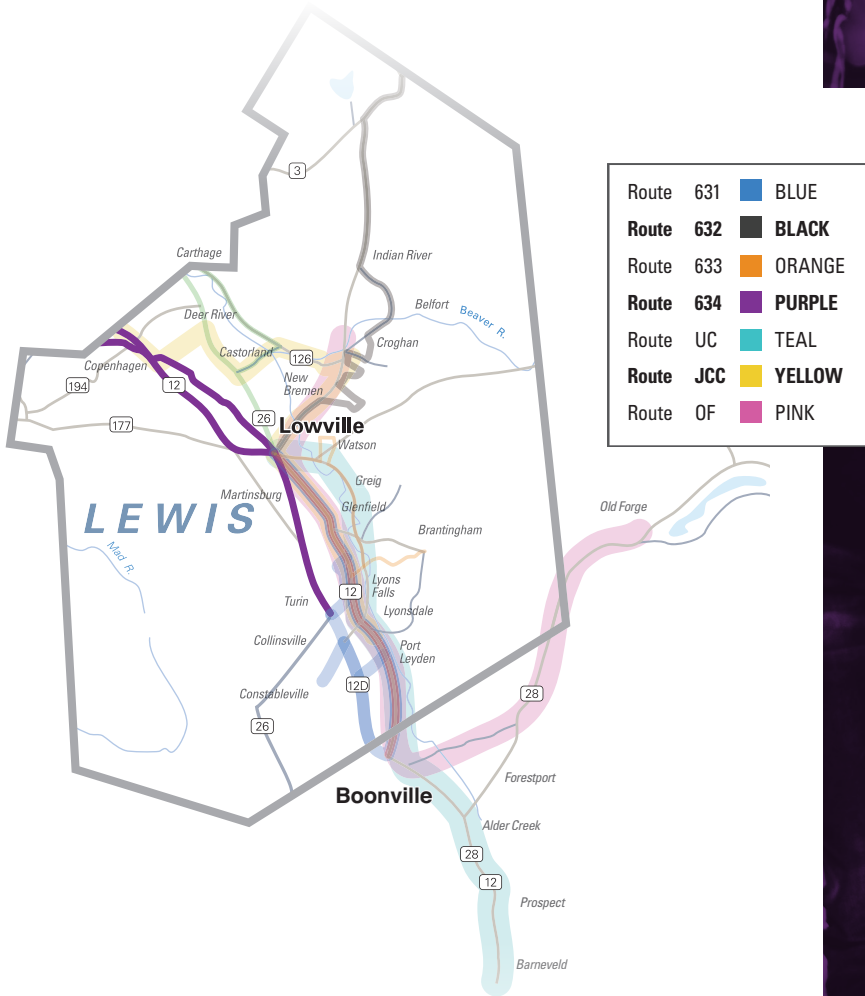 3
Carthage
Indian River
Deer River
Belfort
Beaver R.
Croghan
Castorland
126
Copenhagen
New
Bremen
194
12
177
26
Lowville
Watson
Martinsburg
Greig
Glenfield
LEWIS
Brantingham
Old Forge
Mad R.
Lyons
Falls
12
Turin
Lyonsdale
Collinsville
Port
Leyden
12D
Constableville
28
26
Forestport
Boonville
Alder Creek
28
12
Prospect
Barneveld
Route 631 BLUE
Route 632 BLACK
Route 633 ORANGE
Route 634 PURPLE
Route UC TEAL
Route JCC YELLOW
Route OF PINK